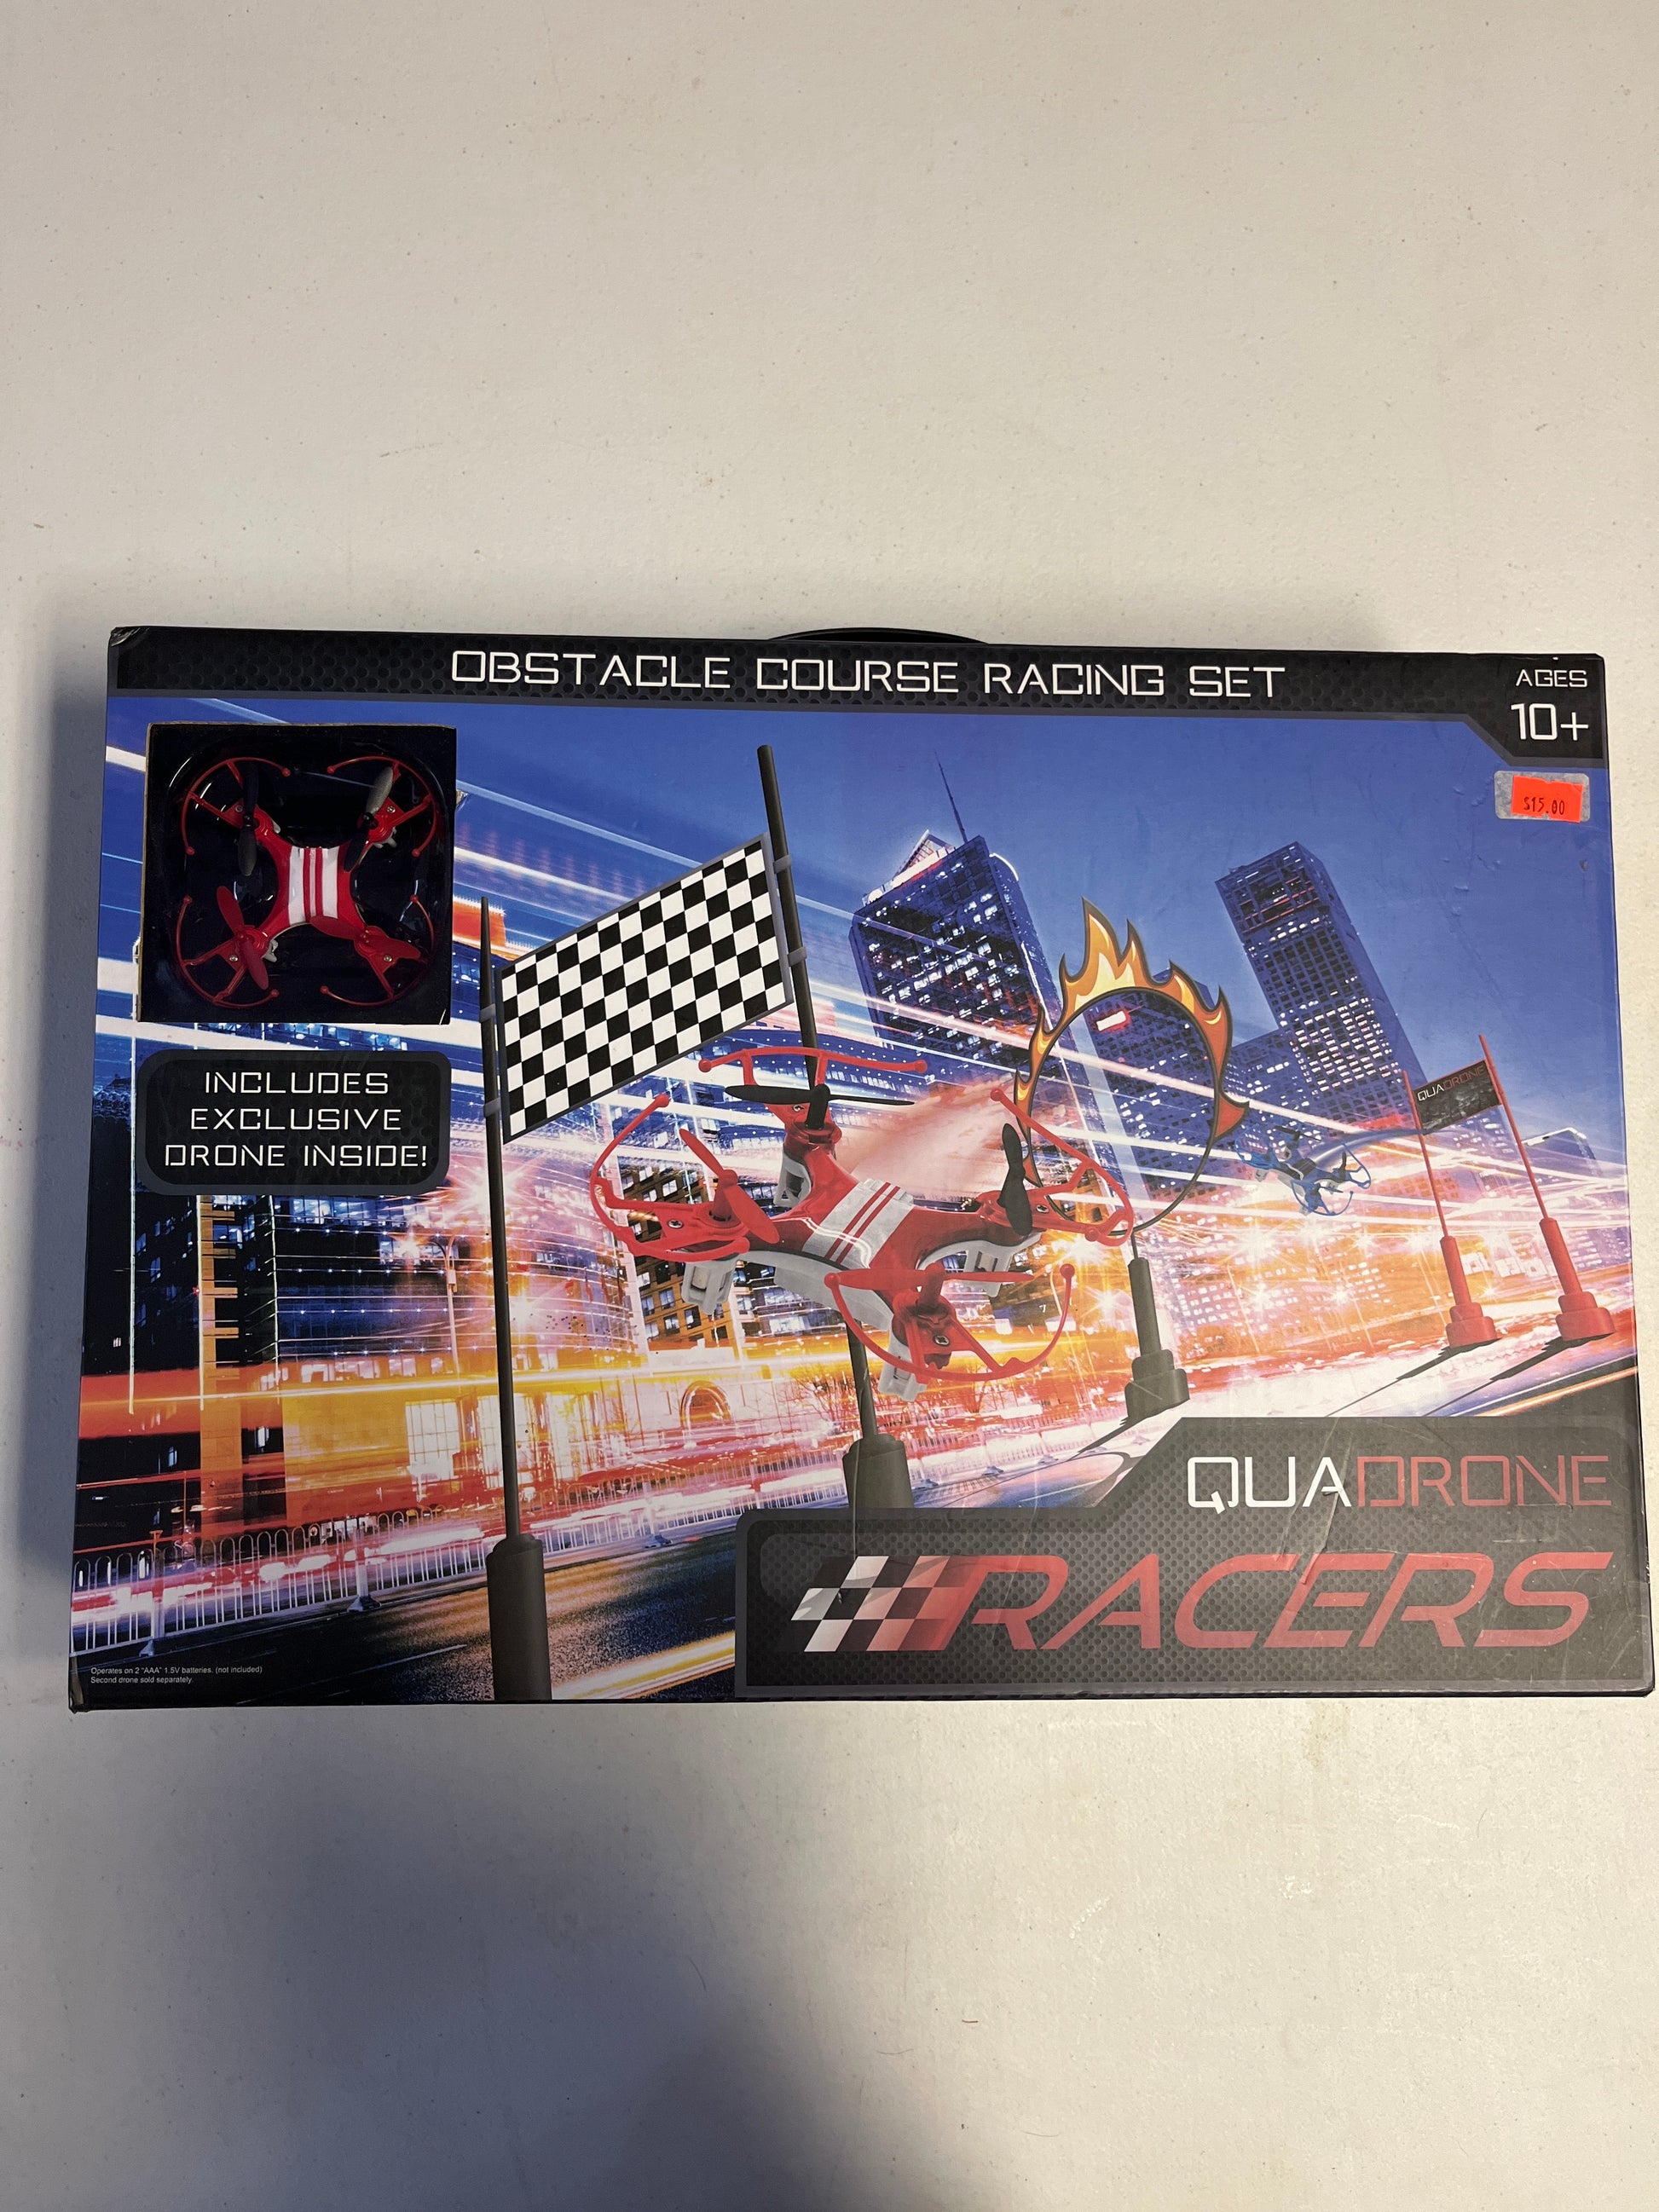 OBSTACLE COURSE RACING SET
AGES
10+
$15.00
INCLUDES
EXCLUSIVE
DRONE INSIDE!
QUADRONE
QUADRONE
RACERS
Operates on 2 "AAA" 1.5V batteries. (not included)
Second drone sold separately.